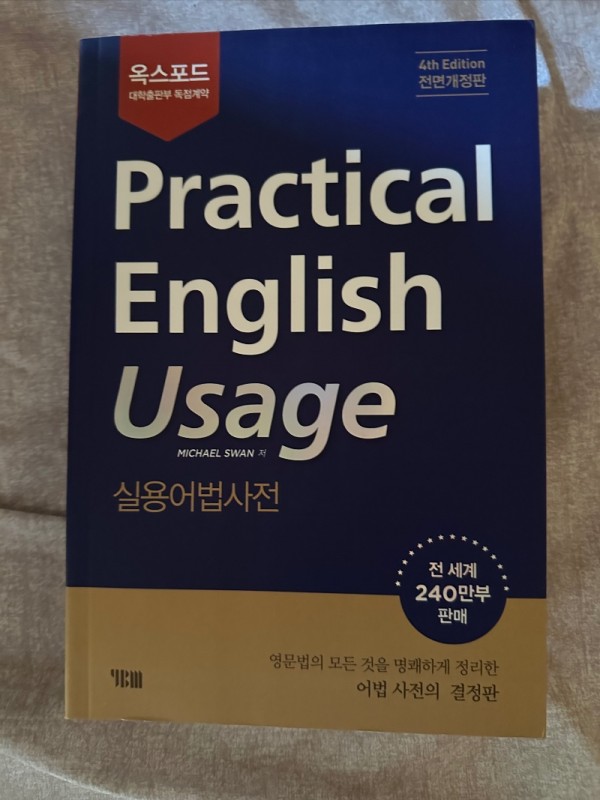 옥스포드
대학출판부 독점계약
4th Edition
전면개정판
Practical
English
Usage
MICHAEL SWAN 저
실용어법사전
전 세계
240만부
판매
영문법의 모든 것을 명쾌하게 정리한
어법 사전의 결정판
YBM